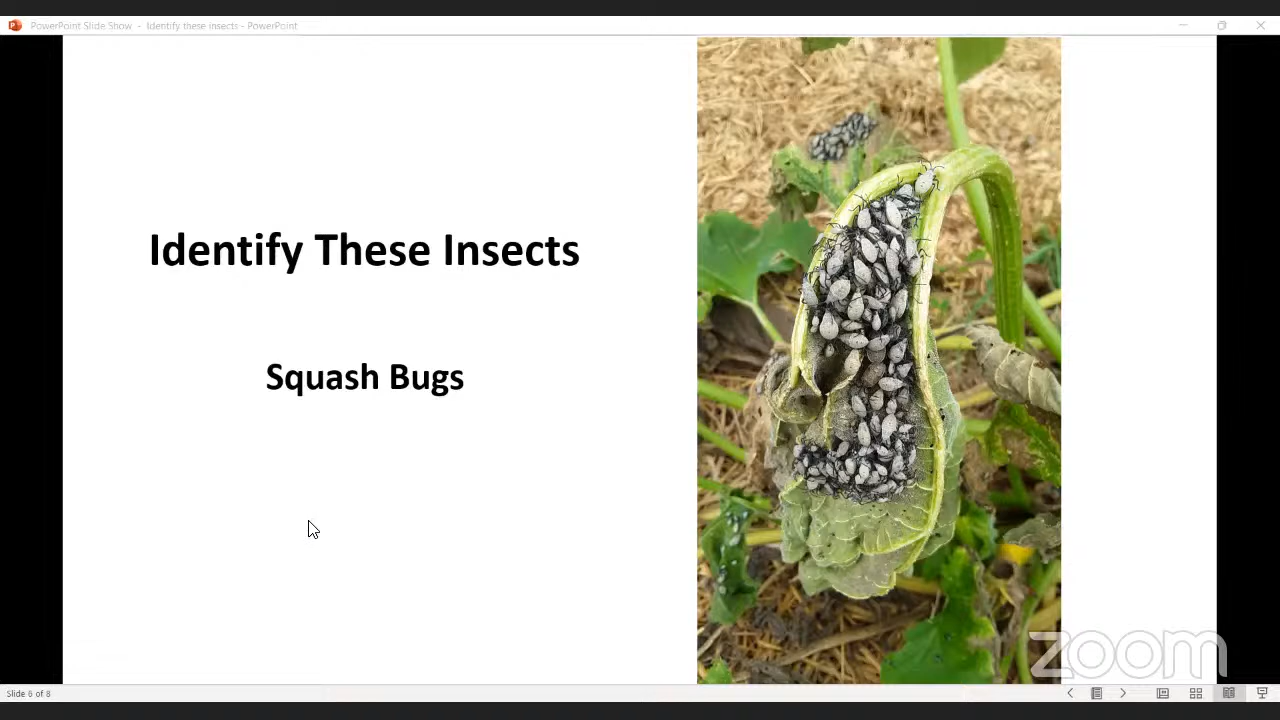 PowerPoint Slide Show - Identify these insects - PowerPoint
Identify These Insects
Squash Bugs
zoom
Slide 6 of 8